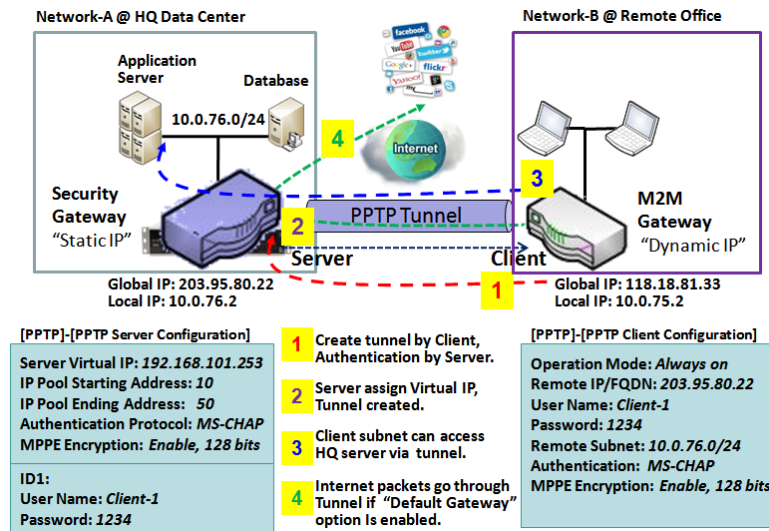 Network-A @ HQ Data Center
Network-B @ Remote Office
Application
Server
Database
10.0.76.0/24
facebook
YouTube
twitter
Google+
flickr
YAHOO!
my
4
Internet
Security
Gateway
"Static IP"
3
PPTP Tunnel
2
M2M
Gateway
"Dynamic IP"
Server
Client
1
Global IP: 203.95.80.22
Local IP: 10.0.76.2
Global IP: 118.18.81.33
Local IP: 10.0.75.2
[PPTP]-[PPTP Server Configuration]
Server Virtual IP: 192.168.101.253
IP Pool Starting Address: 10
IP Pool Ending Address: 50
Authentication Protocol: MS-CHAP
MPPE Encryption: Enable, 128 bits
ID1:
User Name: Client-1
Password: 1234
1 Create tunnel by Client,
Authentication by Server.
2 Server assign Virtual IP,
Tunnel created.
3 Client subnet can access
HQ server via tunnel.
4 Internet packets go through
Tunnel if "Default Gateway"
option Is enabled.
[PPTP]-[PPTP Client Configuration]
Operation Mode: Always on
Remote IP/FQDN: 203.95.80.22
User Name: Client-1
Password: 1234
Remote Subnet: 10.0.76.0/24
Authentication: MS-CHAP
MPPE Encryption: Enable, 128 bits